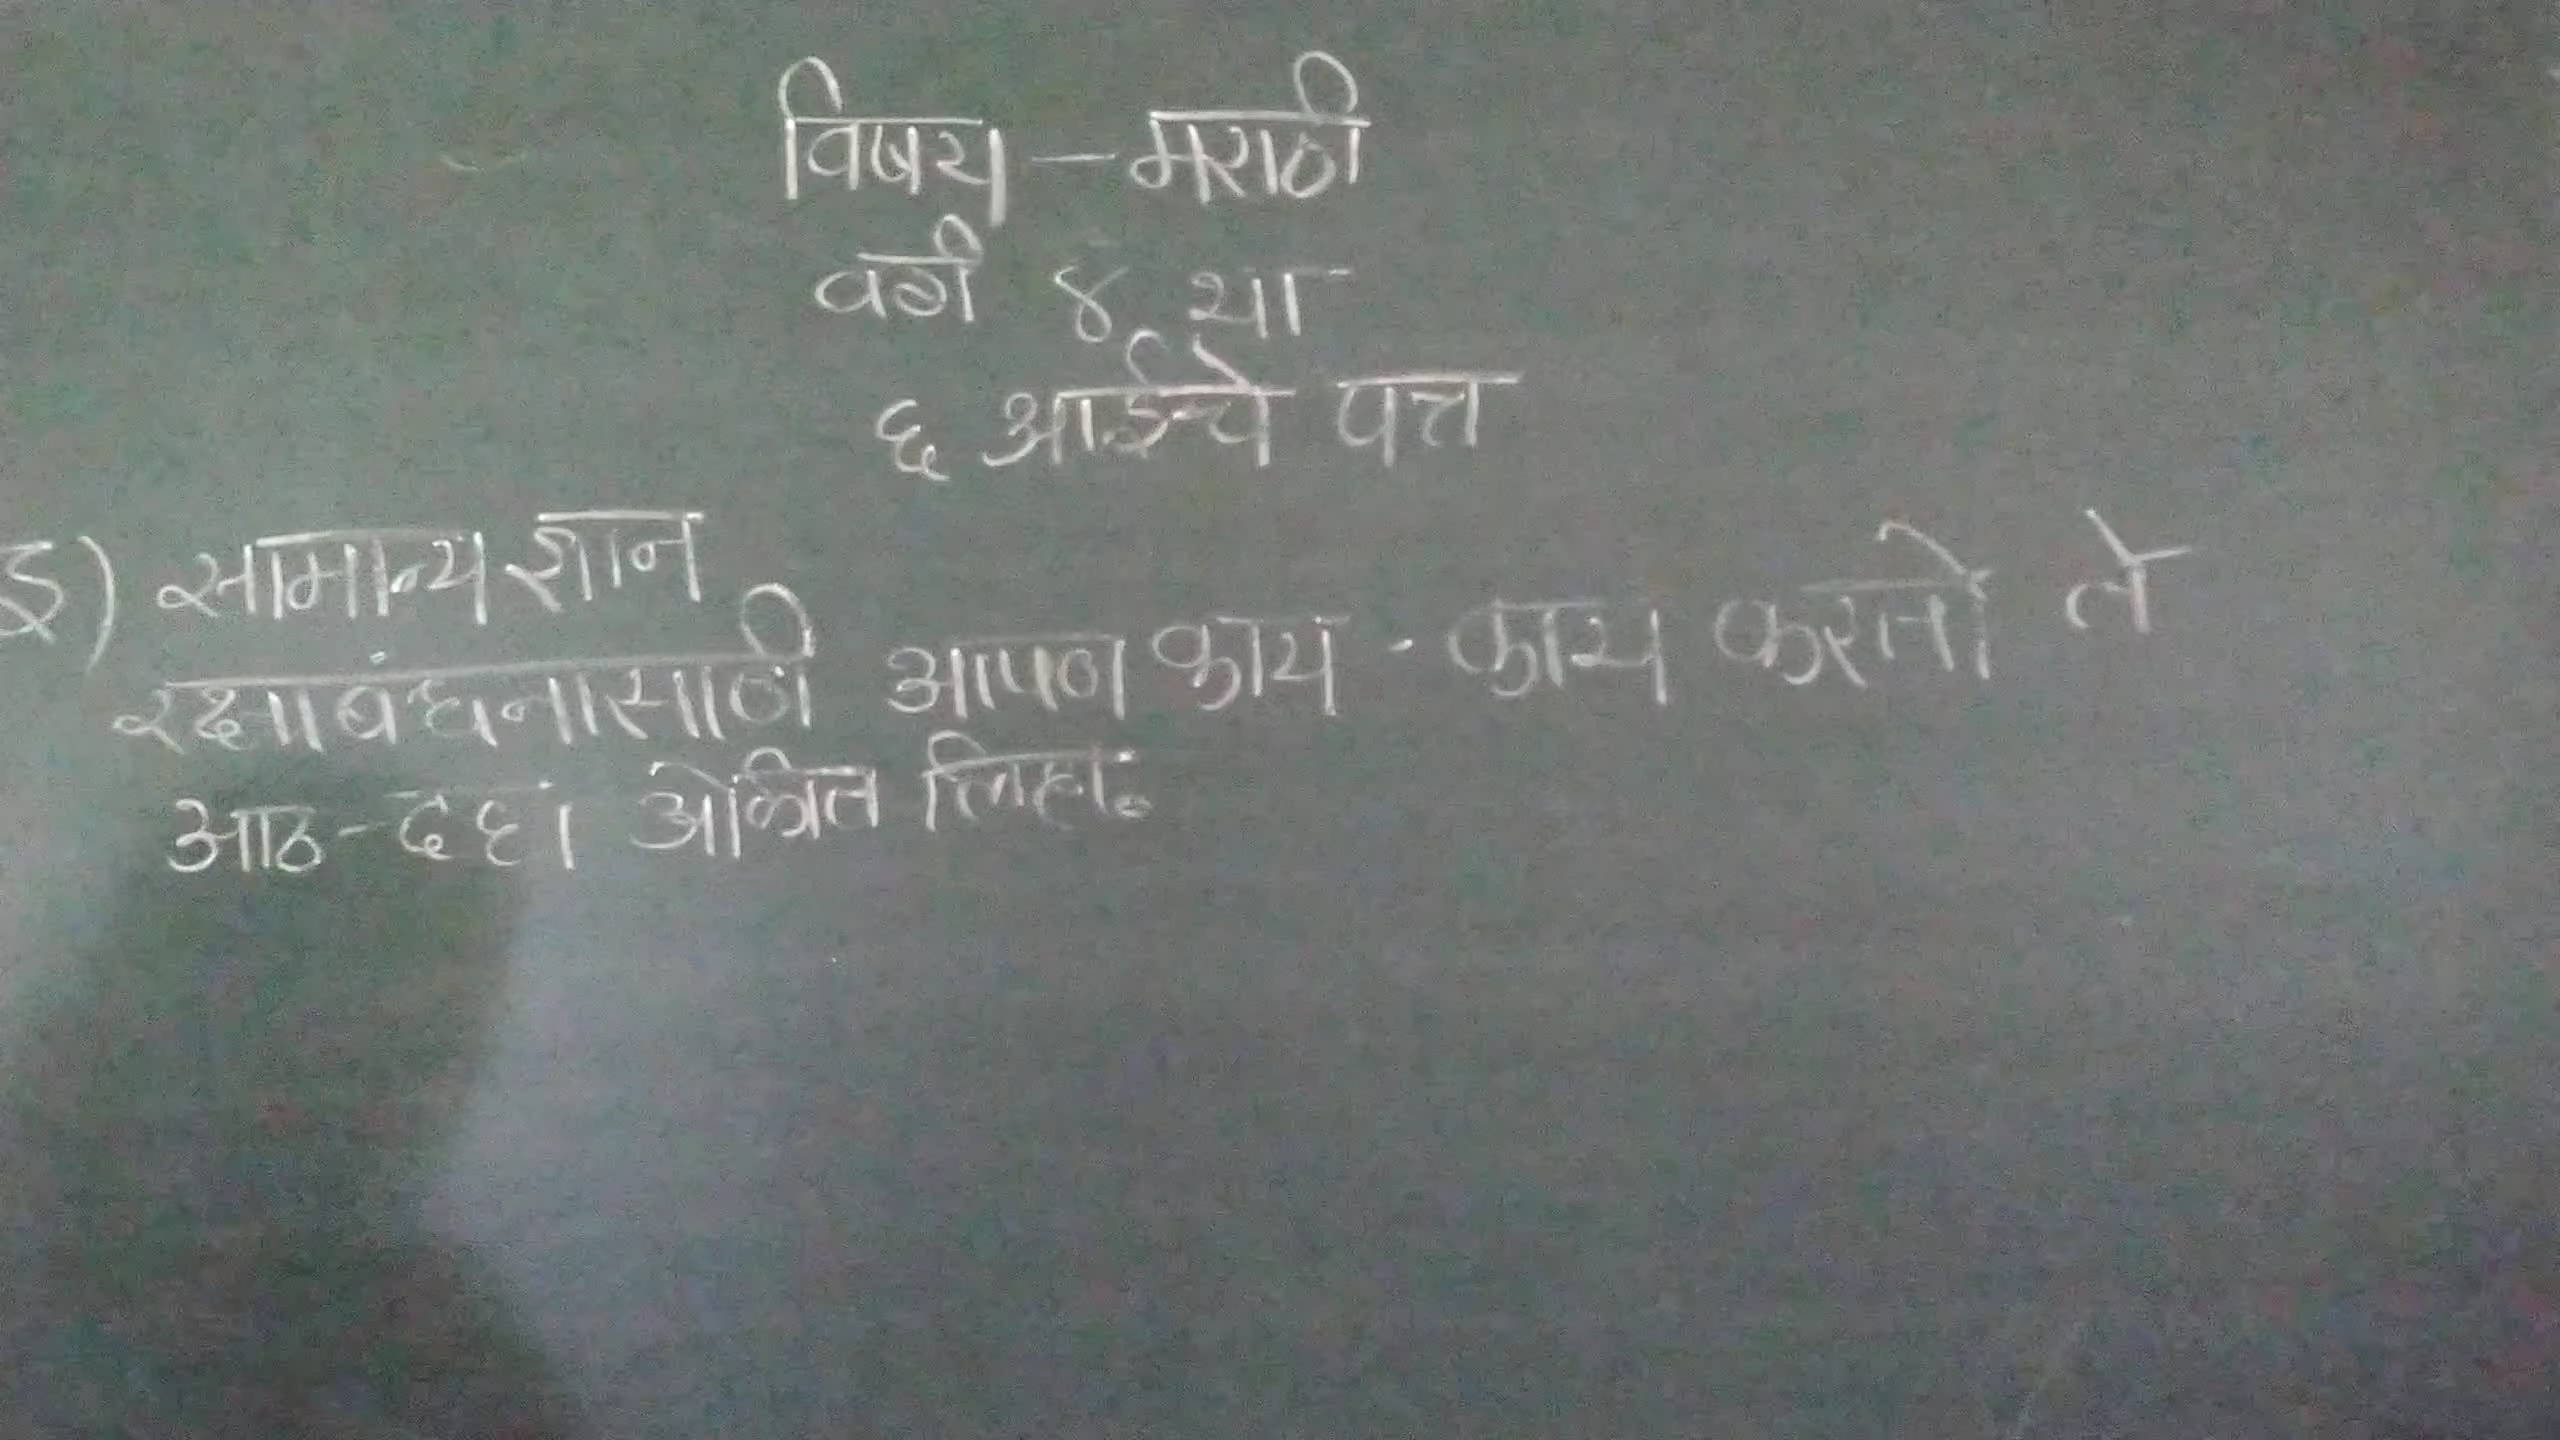 विषय - मराठी
वर्ग ४ था
६ आईचे पत्र
इ) सामान्य ज्ञान
रक्षाबंधनासाठी आपण काय - काय करतो ते
आठ - दहा ओळीत लिहा.